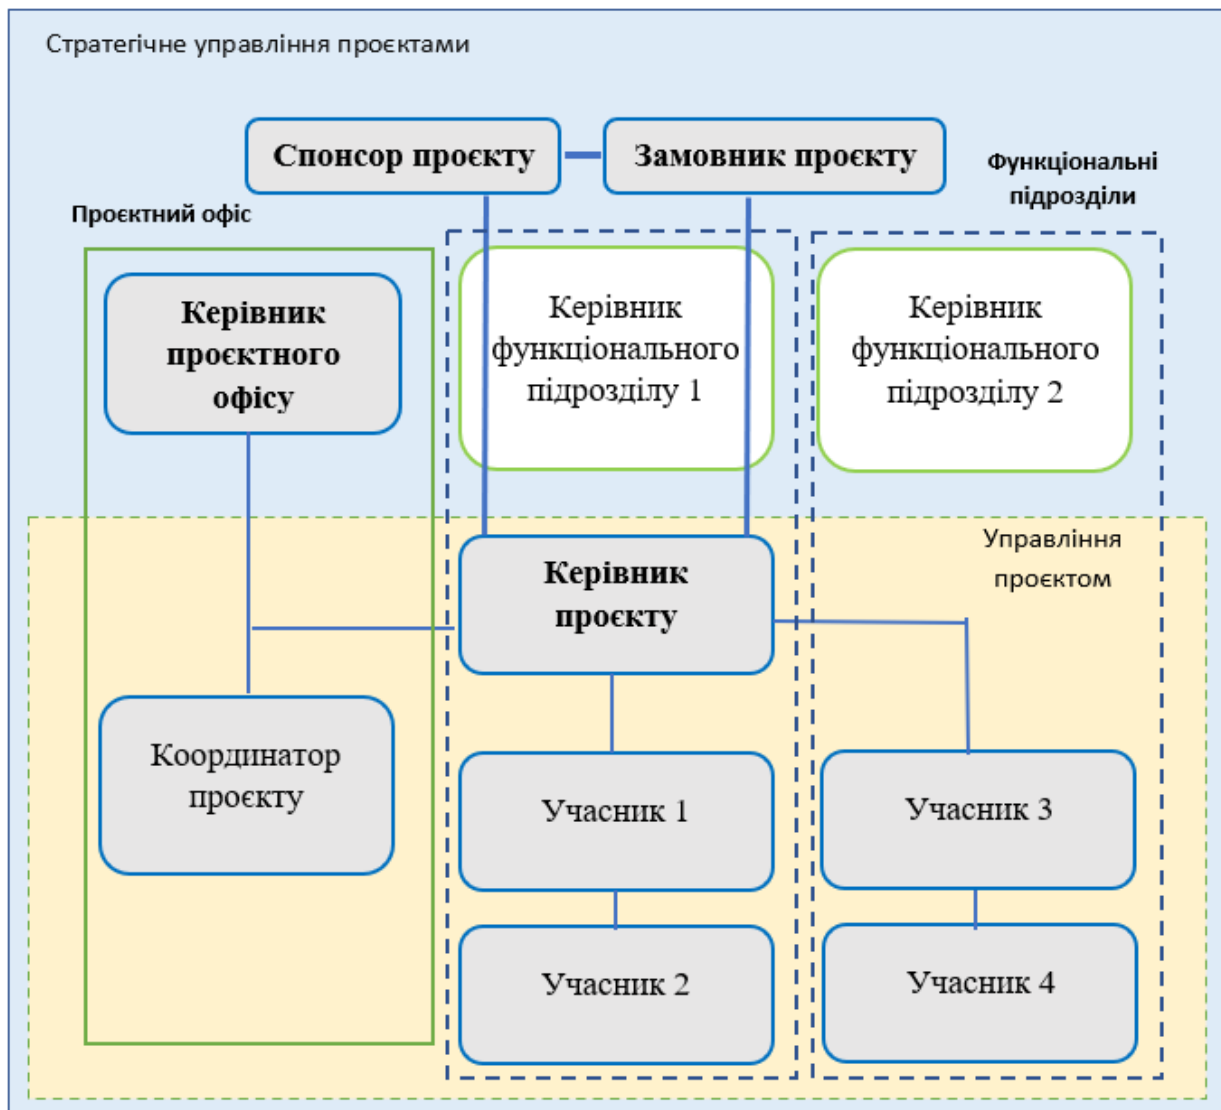 Стратегічне управління проєктами
Спонсор проєкту
Замовник проєкту
Функціональні
підрозділи
Проєктний офіс
Керівник
проєктного
офісу
Керівник
функціонального
підрозділу 1
Керівник
функціонального
підрозділу 2
Управління
проєктом
Керівник
проєкту
Координатор
проєкту
Учасник 1
Учасник 3
Учасник 2
Учасник 4